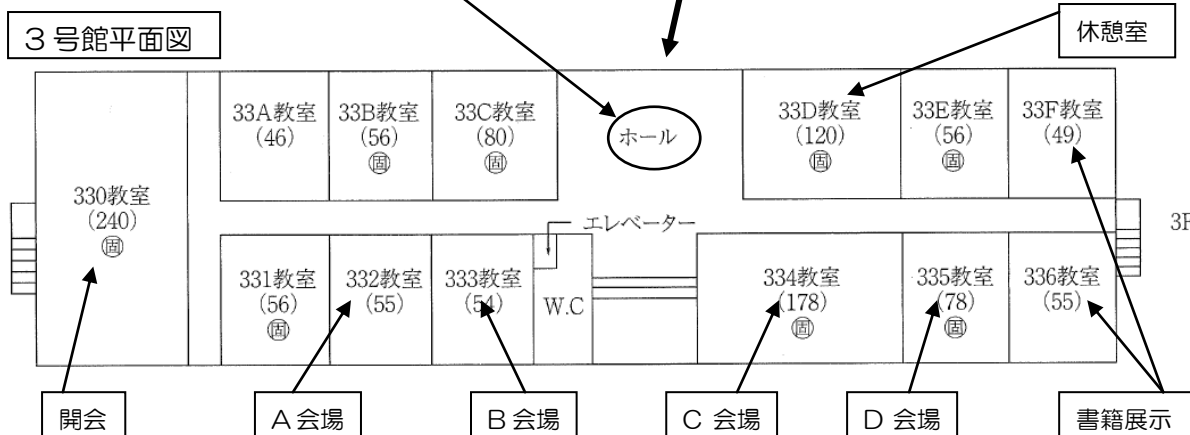 3号館平面図
休憩室
33A教室
(46)
33B教室
(56)
固
33C教室
(80)
固
ホール
33D教室
(120)
固
33E教室
(56)
固
33F教室
(49)
330教室
(240)
固
エレベーター
3F
331教室
(56)
固
332教室
(55)
333教室
(54)
W.C
334教室
(178)
固
335教室
(78)
固
336教室
(55)
開会
A会場
B会場
C 会場
D 会場
書籍展示